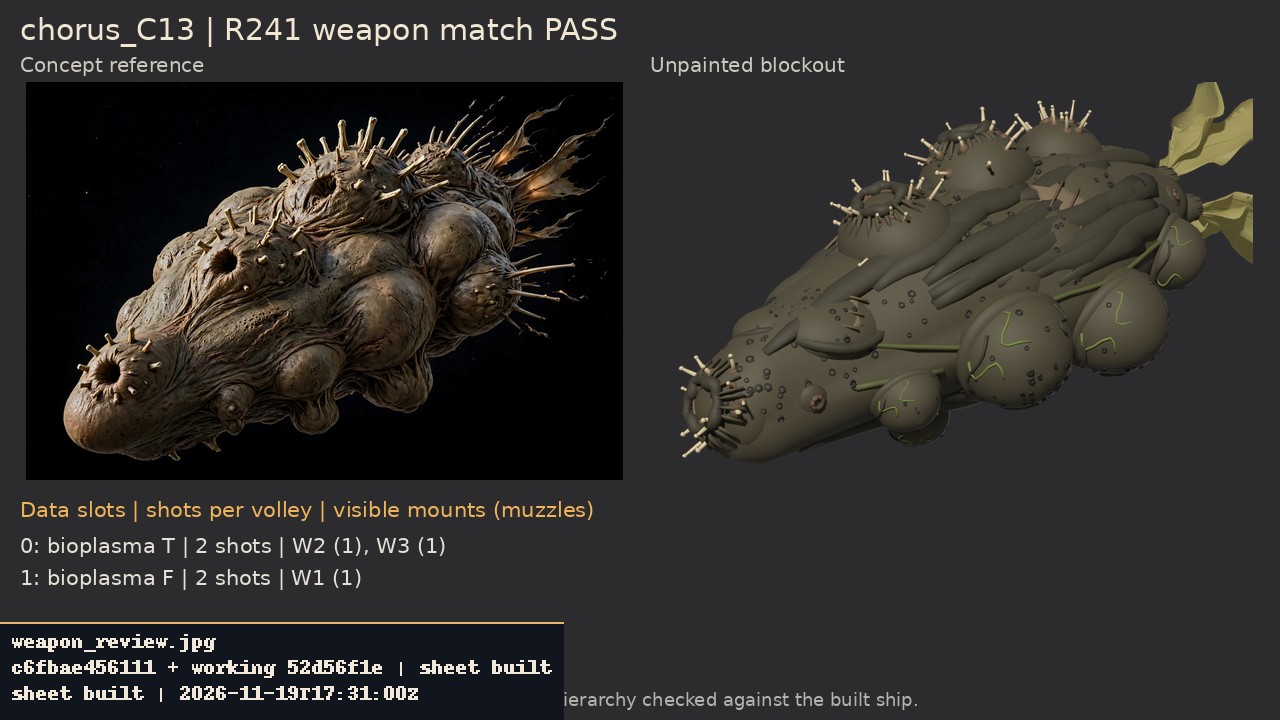 chorus_C13 | R241 weapon match PASS
Concept reference
Unpainted blockout
Data slots | shots per volley | visible mounts (muzzles)
0: bioplasma T | 2 shots | W2 (1), W3 (1)
1: bioplasma F | 2 shots | W1 (1)
weapon_review.jpg
c6fbae456111 + working 52d56f1e | sheet built
sheet built | 2026-11-19T17:31:00Z
checked against the built ship.